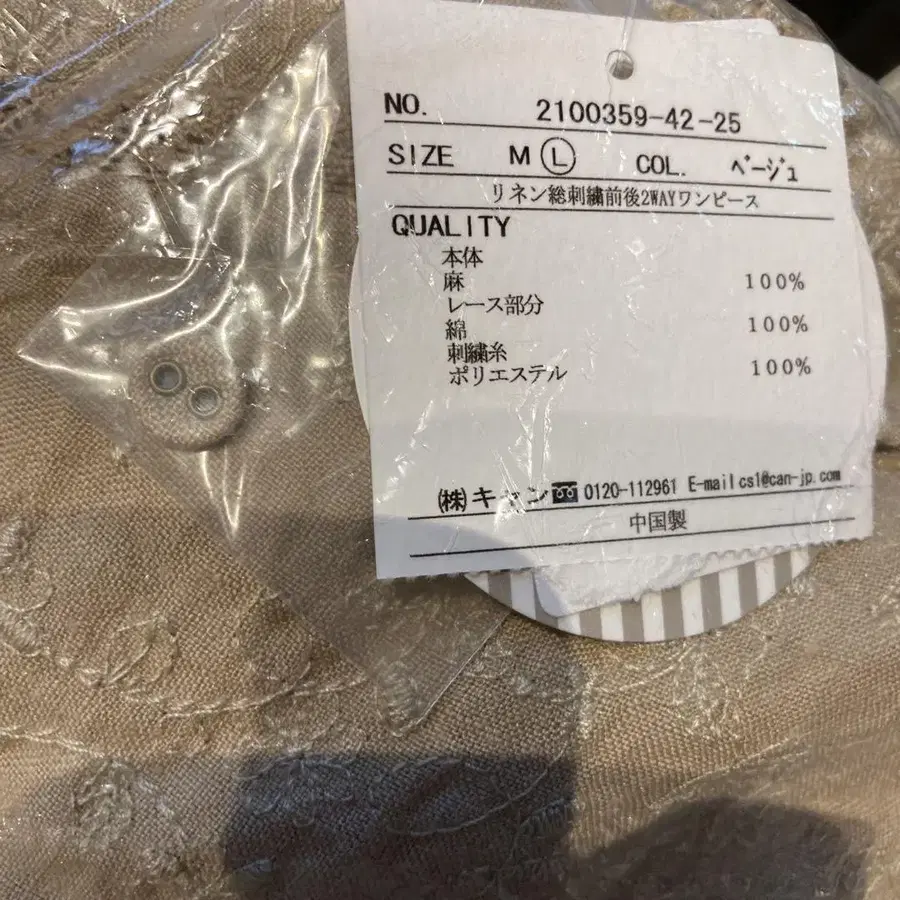 NO. 2100359-42-25
SIZE M L COL. ベージュ
リネン総刺繍前後2WAYワンピース
QUALITY
本体
麻 100%
レース部分
綿 100%
刺繍糸
ポリエステル 100%
㈱キャン 0120-112961 E-mail cs1@can-jp.com
中国製